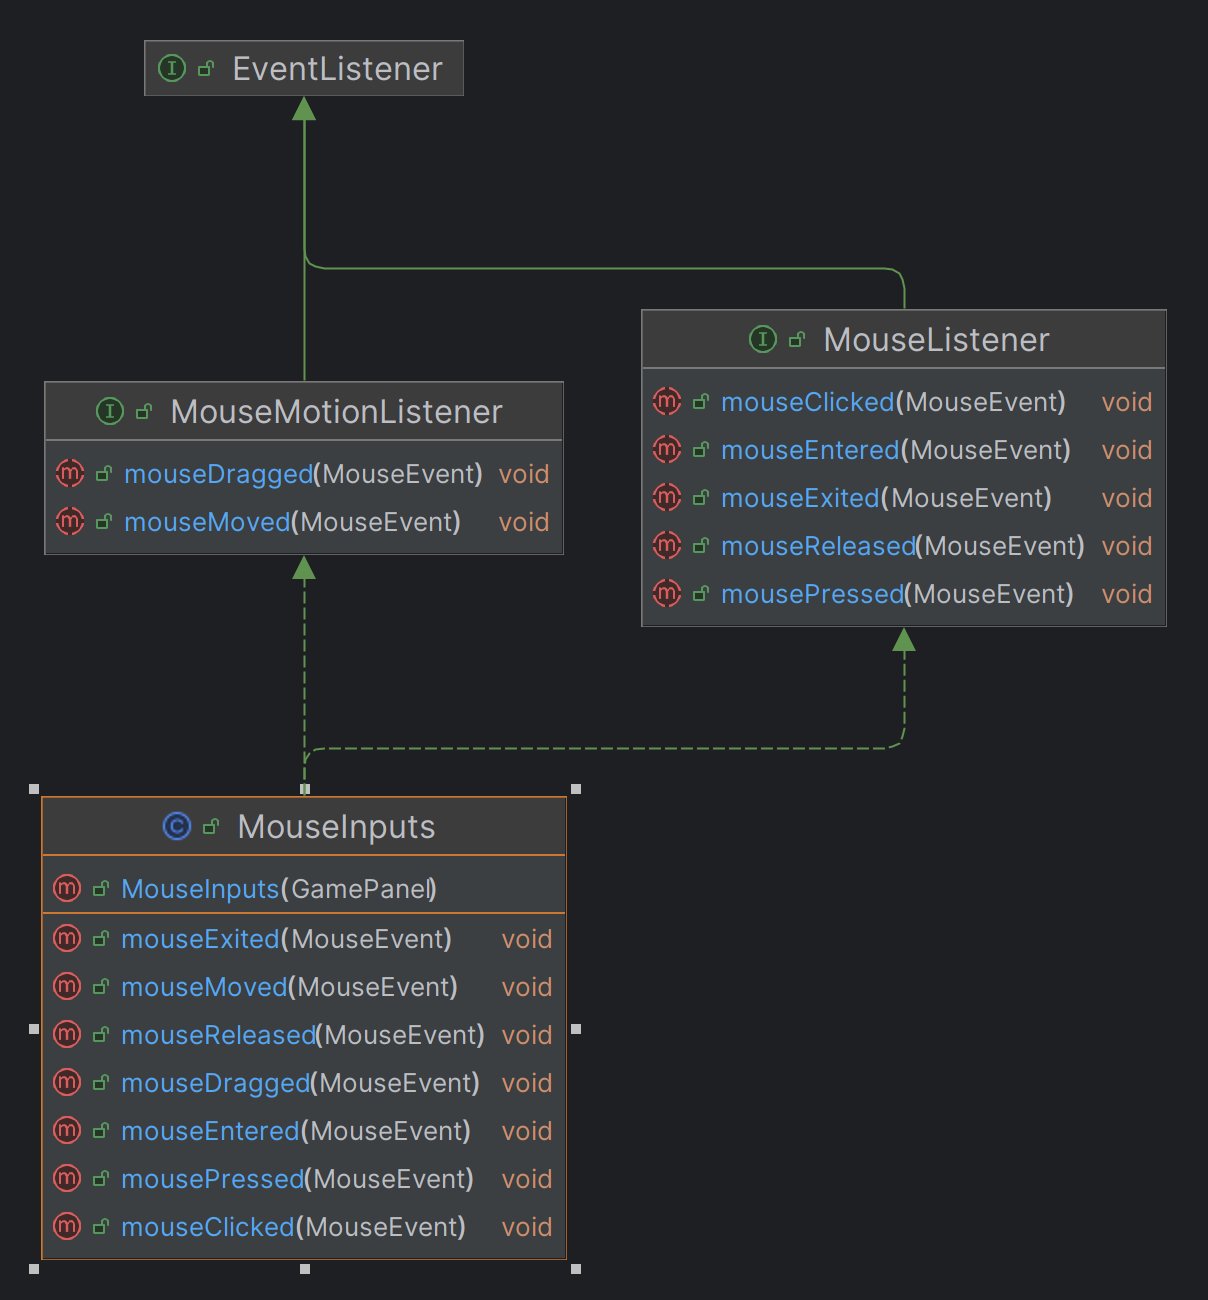 I EventListener
I MouseMotionListener
m mouseDragged(MouseEvent) void
m mouseMoved(MouseEvent) void
I MouseListener
m mouseClicked(MouseEvent) void
m mouseEntered(MouseEvent) void
m mouseExited(MouseEvent) void
m mouseReleased(MouseEvent) void
m mousePressed(MouseEvent) void
C MouseInputs
m MouseInputs(GamePanel)
m mouseExited(MouseEvent) void
m mouseMoved(MouseEvent) void
m mouseReleased(MouseEvent) void
m mouseDragged(MouseEvent) void
m mouseEntered(MouseEvent) void
m mousePressed(MouseEvent) void
m mouseClicked(MouseEvent) void